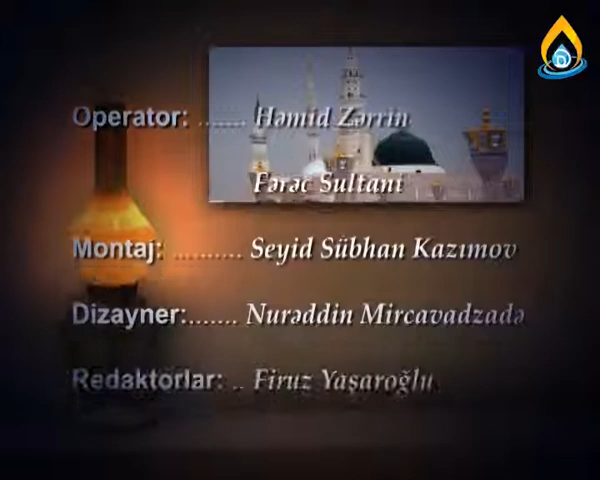 Operator: ....... Həmid Zərrin
Fərəc Sultani
Montaj: .......... Seyid Sübhan Kazımov
Dizayner:....... Nurəddin Mircavadzadə
Redaktorlar: .. Firuz Yaşaroğlu